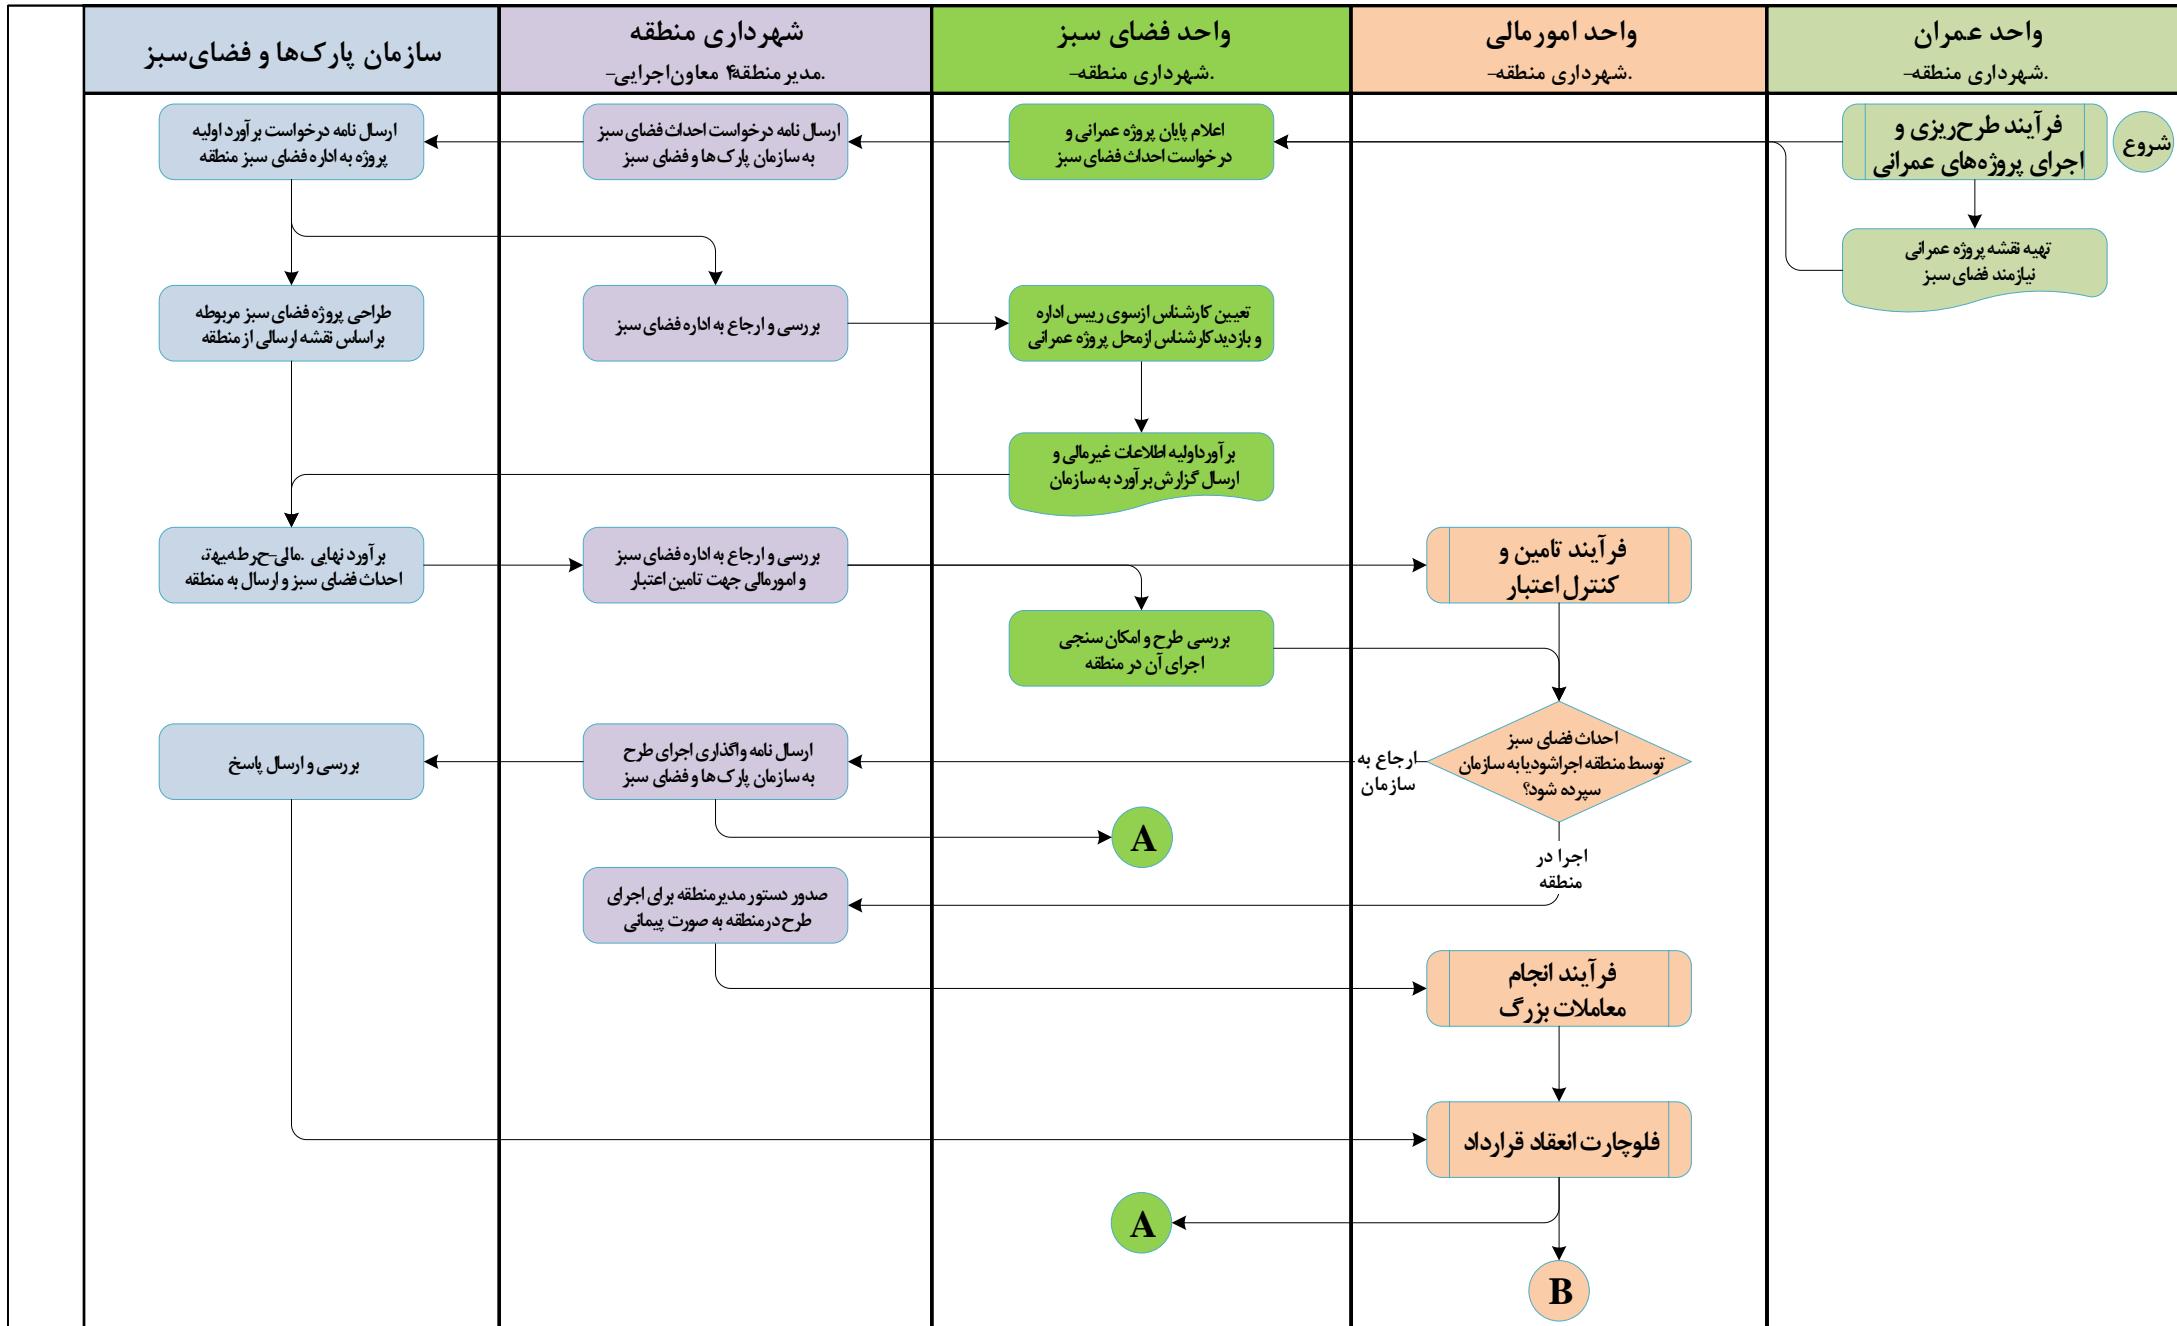 واحد عمران
.شهرداری منطقه–
واحد امورمالی
.شهرداری منطقه–
واحد فضای سبز
.شهرداری منطقه–
شهرداری منطقه
.مدیرمنطقه۴ معاون‌اجرایی–
سازمان پارک‌ها و فضای‌سبز
شروع
فرآیند طرح‌ریزی و
اجرای پروژه‌های عمرانی
اعلام پایان پروژه عمرانی و
درخواست احداث فضای سبز
ارسال نامه درخواست احداث فضای سبز
به سازمان پارک‌ها و فضای سبز
ارسال نامه درخواست برآورد اولیه
پروژه به اداره فضای سبز منطقه
تهیه نقشه پروژه عمرانی
نیازمند فضای سبز
تعیین کارشناس ازسوی رییس اداره
و بازدیدکارشناس ازمحل پروژه عمرانی
بررسی و ارجاع به اداره فضای سبز
طراحی پروژه فضای سبز مربوطه
براساس نقشه ارسالی از منطقه
برآورداولیه اطلاعات غیرمالی و
ارسال گزارش برآورد به سازمان
فرآیند تامین و
کنترل اعتبار
بررسی و ارجاع به اداره فضای سبز
و امورمالی جهت تامین اعتبار
برآورد نهایی .مالی–
احداث فضای سبز و ارسال به منطقه
بررسی طرح و امکان سنجی
اجرای آن در منطقه
احداث فضای سبز
توسط منطقه اجراشودیابه سازمان
سپرده شود؟
ارجاع به
سازمان
ارسال نامه واگذاری اجرای طرح
به سازمان پارک‌ها و فضای سبز
بررسی و ارسال پاسخ
A
اجرا در
منطقه
صدور دستور مدیرمنطقه برای اجرای
طرح درمنطقه به صورت پیمانی
فرآیند انجام
معاملات بزرگ
فلوچارت انعقاد قرارداد
A
B